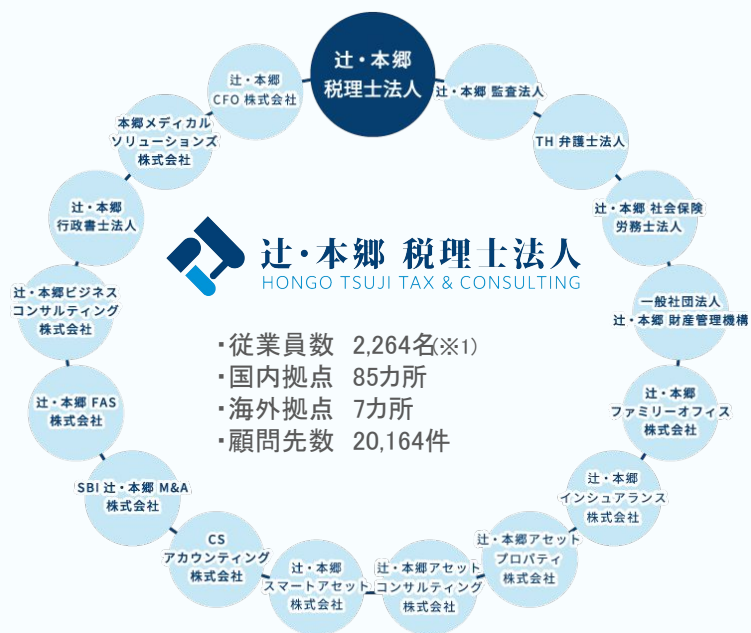 辻・本郷
税理士法人
辻・本郷 監査法人
TH 弁護士法人
辻・本郷 社会保険
労務士法人
一般社団法人
辻・本郷 財産管理機構
辻・本郷
ファミリーオフィス
株式会社
辻・本郷
インシュアランス
株式会社
辻・本郷アセット
プロパティ
株式会社
辻・本郷アセット
コンサルティング
株式会社
辻・本郷
スマートアセット
株式会社
CS
アカウンティング
株式会社
SBI 辻・本郷 M&A
株式会社
辻・本郷 FAS
株式会社
辻・本郷ビジネス
コンサルティング
株式会社
辻・本郷
行政書士法人
本郷メディカル
ソリューションズ
株式会社
辻・本郷
CFO 株式会社
辻・本郷 税理士法人
HONGO TSUJI TAX & CONSULTING
・従業員数 2,264名(※1)
・国内拠点 85カ所
・海外拠点 7カ所
・顧問先数 20,164件